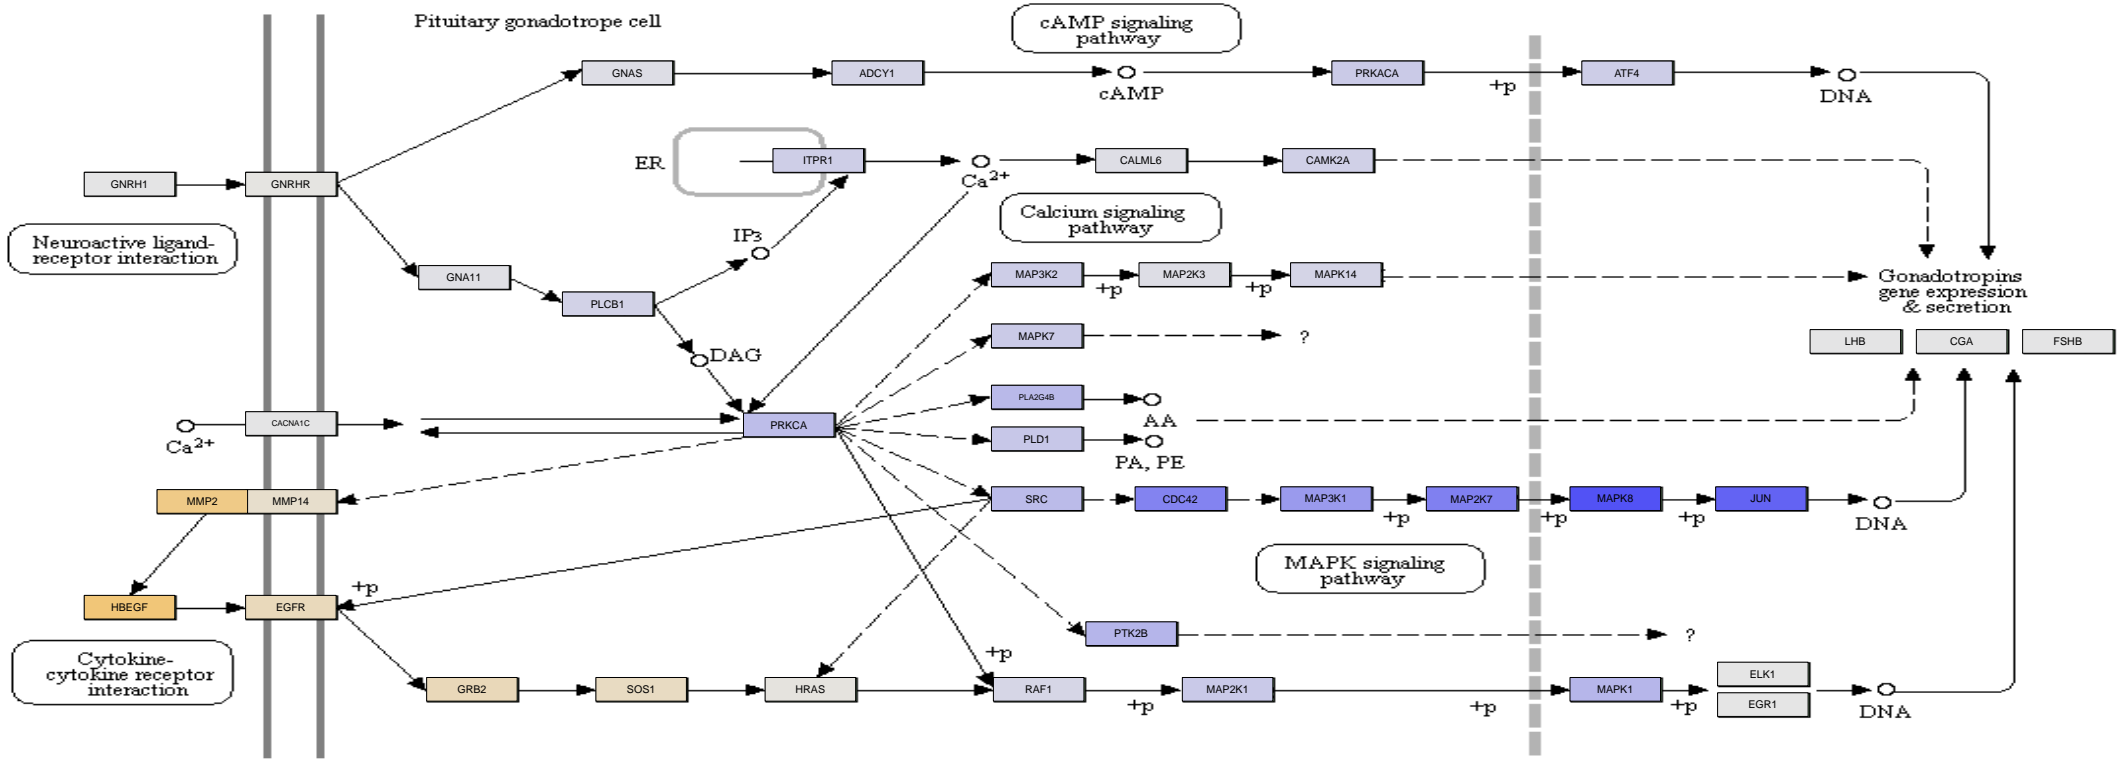 Pituitary gonadotrope cell
cAMP signaling
pathway
GNAS
ADCY1
cAMP
PRKACA
+p
ATF4
DNA
ER
ITPR1
Ca2+
CALML6
CAMK2A
GNRH1
GNRHR
Neuroactive ligand-
receptor interaction
Calcium signaling
pathway
IP3
GNA11
PLCB1
MAP3K2
+p
MAP2K3
+p
MAPK14
Gonadotropins
gene expression
& secretion
LHB
CGA
FSHB
MAPK7
?
DAG
PLA2G4B
AA
Ca2+
CACNA1C
PRKCA
PLD1
PA, PE
MMP2
MMP14
SRC
CDC42
MAP3K1
+p
MAP2K7
+p
MAPK8
+p
JUN
DNA
MAPK signaling
pathway
HBEGF
+p
EGFR
PTK2B
?
Cytokine-
cytokine receptor
interaction
GRB2
SOS1
HRAS
+p
RAF1
+p
MAP2K1
+p
MAPK1
+p
ELK1
EGR1
DNA